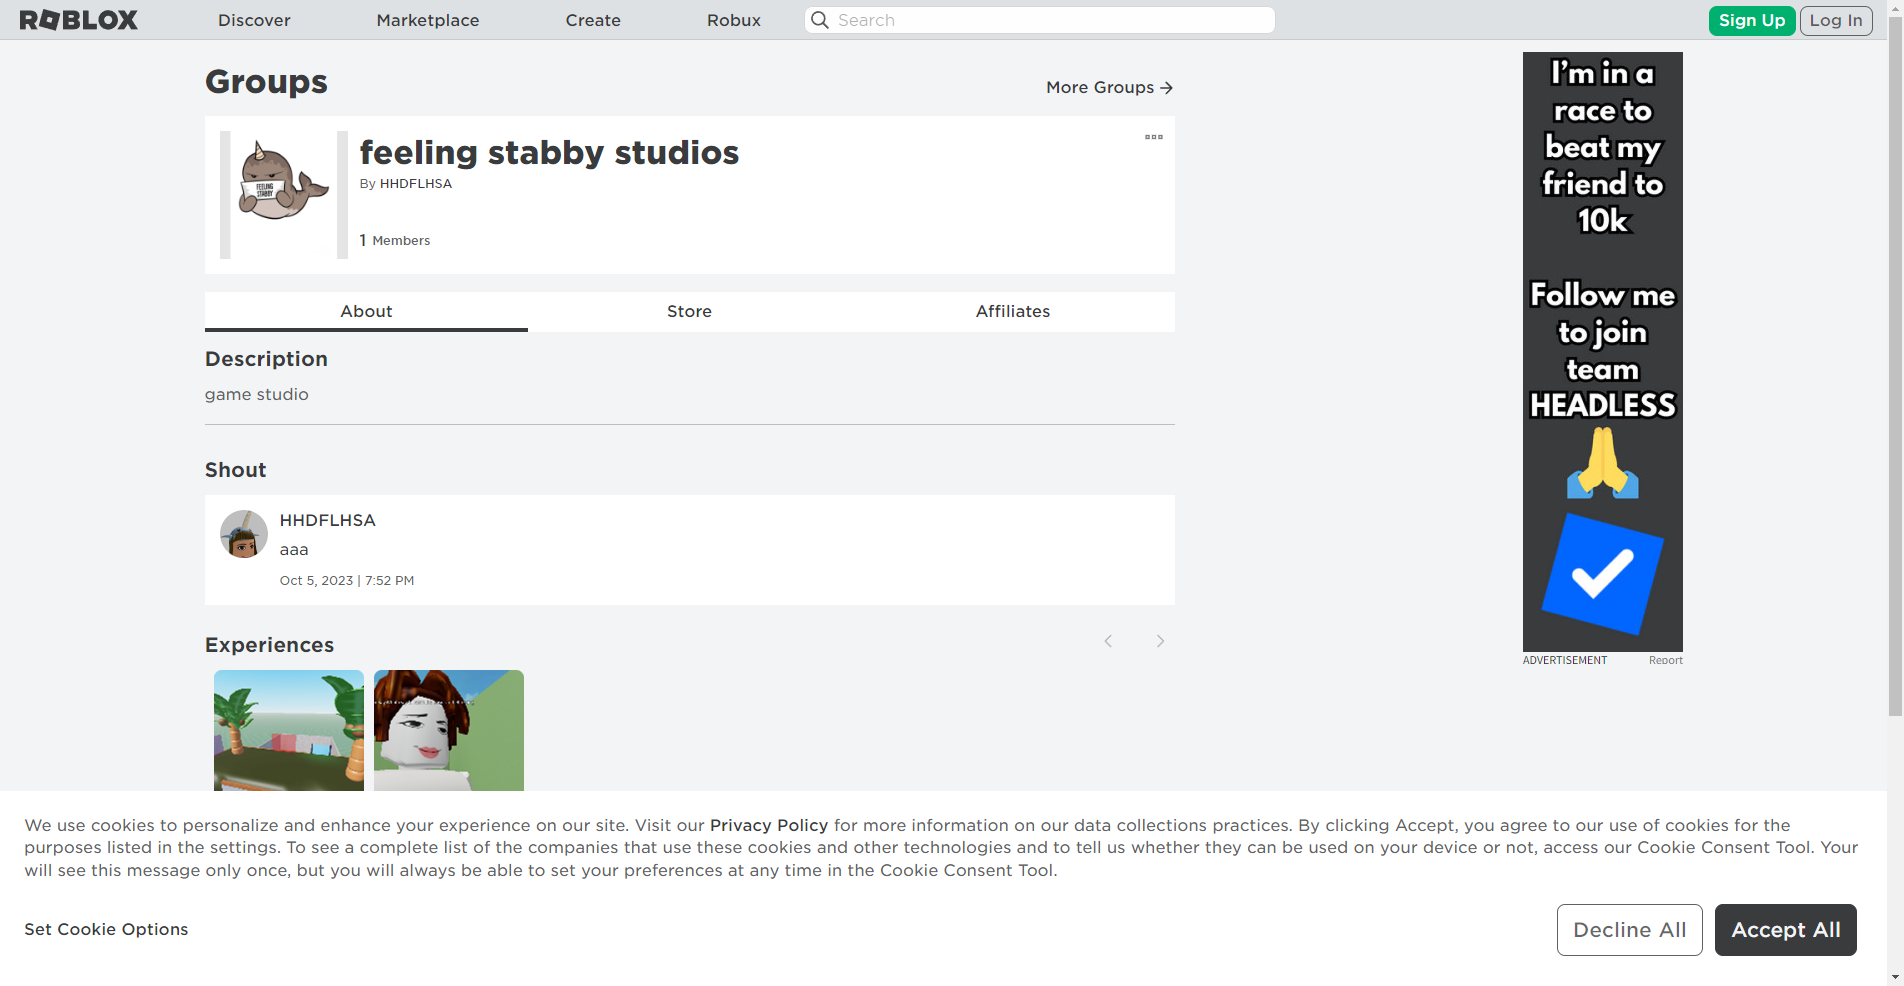 ROBLOX
Discover
Marketplace
Create
Robux
Search
Sign Up
Log In
Groups
More Groups →
FEELING
STABBY
feeling stabby studios
By HHDFLHSA
1 Members
About
Store
Affiliates
Description
game studio
Shout
HHDFLHSA
aaa
Oct 5, 2023 | 7:52 PM
Experiences
I'm in a
race to
beat my
friend to
10k
Follow me
to join
team
HEADLESS
ADVERTISEMENT
Report
We use cookies to personalize and enhance your experience on our site. Visit our Privacy Policy for more information on our data collections practices. By clicking Accept, you agree to our use of cookies for the
purposes listed in the settings. To see a complete list of the companies that use these cookies and other technologies and to tell us whether they can be used on your device or not, access our Cookie Consent Tool. Your
will see this message only once, but you will always be able to set your preferences at any time in the Cookie Consent Tool.
Set Cookie Options
Decline All
Accept All